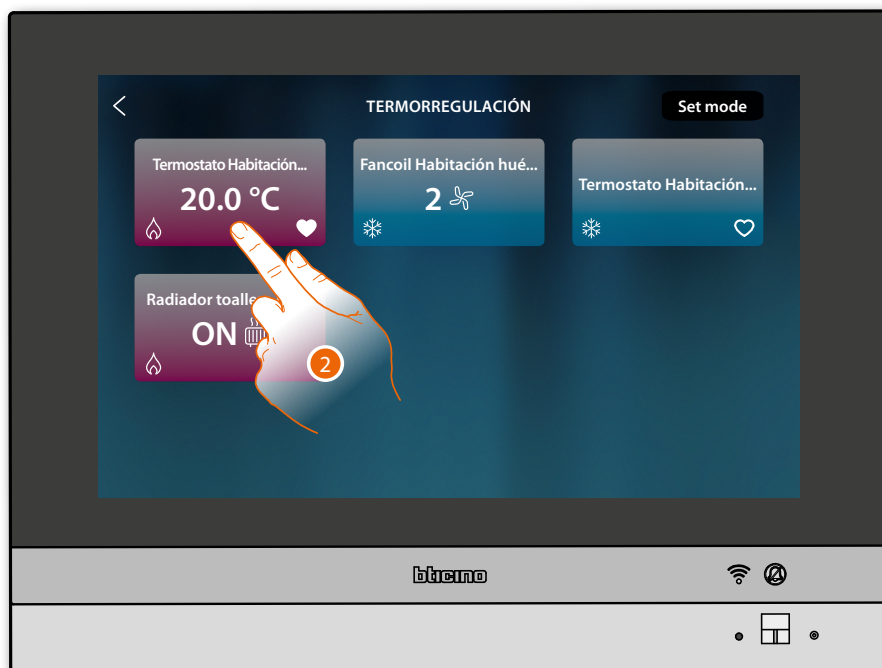 TERMORREGULACIÓN
Set mode
Termostato Habitación...
20.0 °C
Fancoil Habitación hué...
2
Termostato Habitación...
Radiador toalle
ON
2
bticino